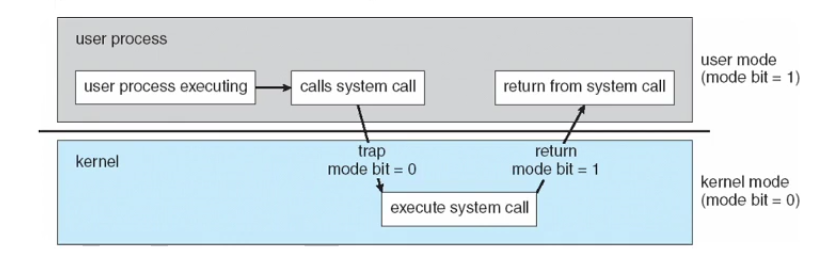 user process
user process executing
calls system call
return from system call
user mode
(mode bit = 1)
trap
mode bit = 0
return
mode bit = 1
kernel
execute system call
kernel mode
(mode bit = 0)